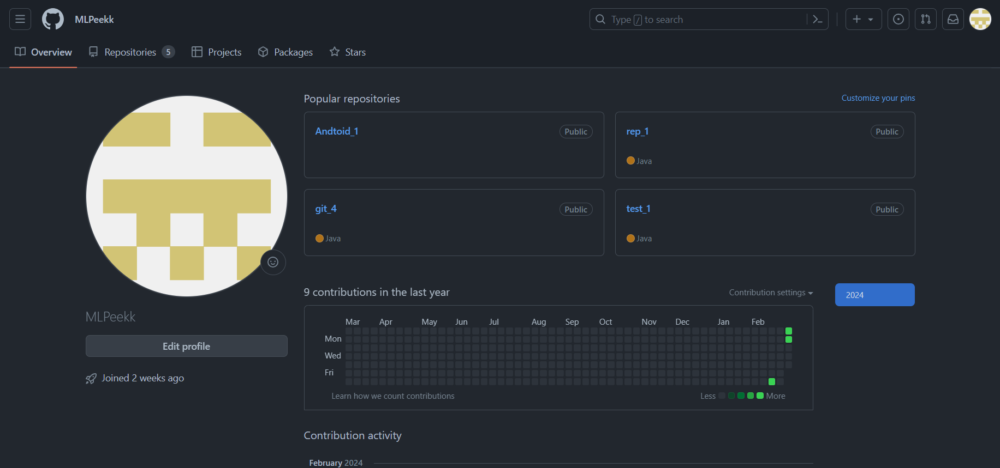 MLPeekk
Type / to search
Overview Repositories 5 Projects Packages Stars
Popular repositories
Customize your pins
Andtoid_1 Public
rep_1 Public
Java
git_4 Public
Java
test_1 Public
Java
MLPeekk
Edit profile
Joined 2 weeks ago
9 contributions in the last year
Contribution settings
2024
Mar Apr May Jun Jul Aug Sep Oct Nov Dec Jan Feb
Mon
Wed
Fri
Learn how we count contributions
Less More
Contribution activity
February 2024